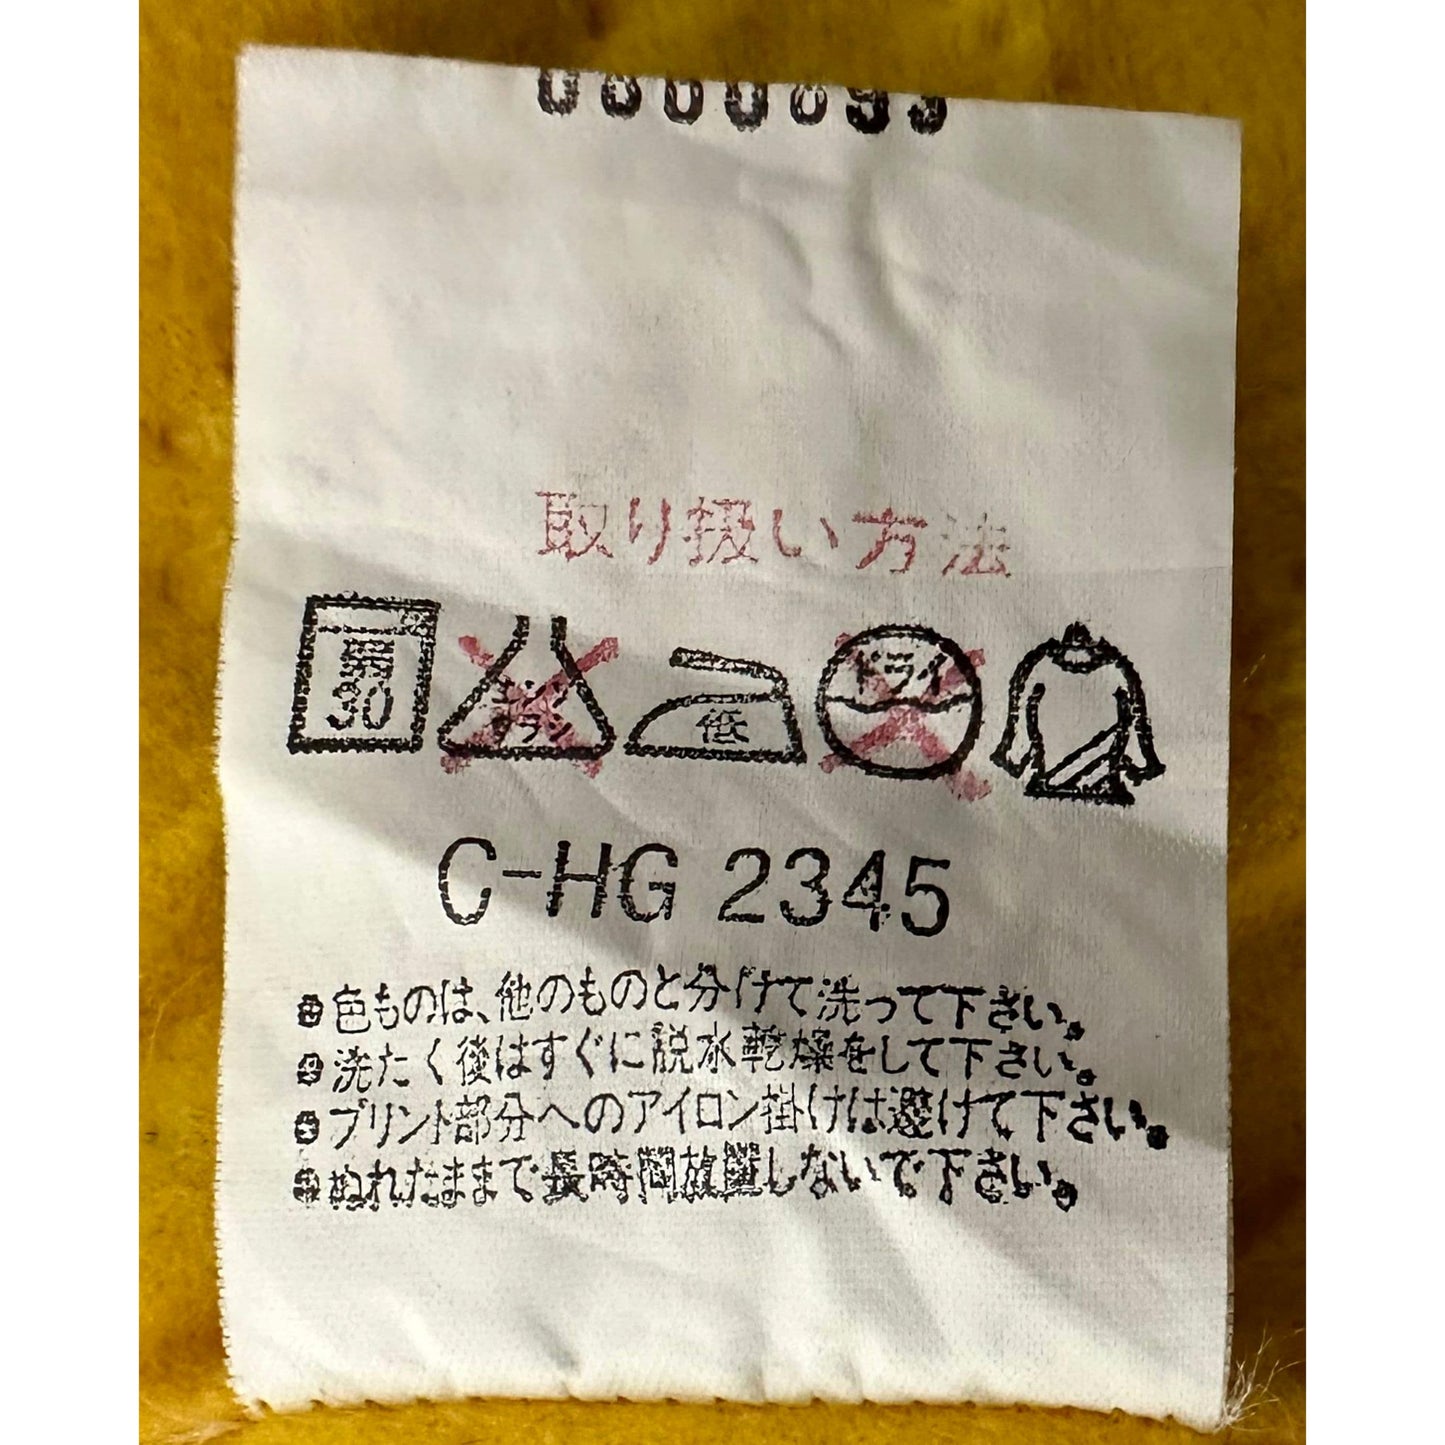 取り扱い方法
30
低
ドライ
C-HG 2345
●色ものは、他のものと分けて洗って下さい。
●洗たく後はすぐに脱水乾燥をして下さい。
●プリント部分へのアイロン掛けは避けて下さい。
●ぬれたままで長時間放置しないで下さい。